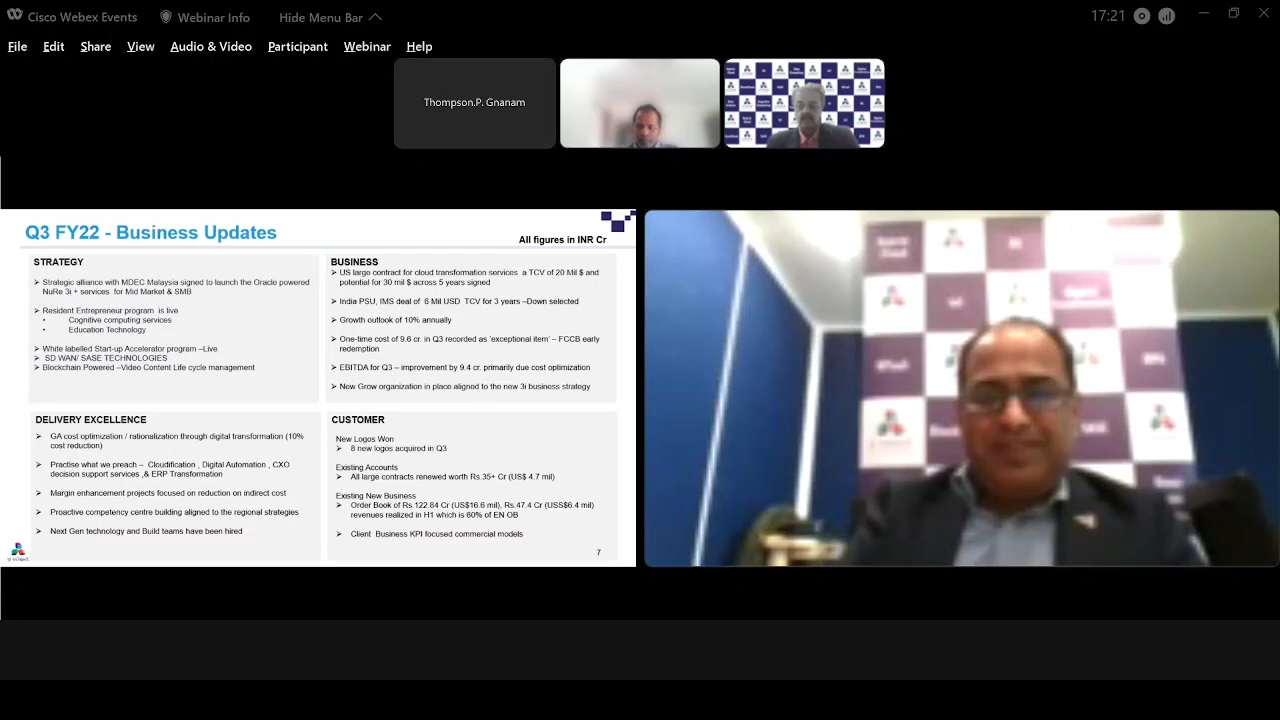 Cisco Webex Events
Webinar Info
Hide Menu Bar
17:21
File
Edit
Share
View
Audio & Video
Participant
Webinar
Help
Thompson.P. Gnanam
Q3 FY22 - Business Updates
All figures in INR Cr
STRATEGY
Strategic alliance with MDEC Malaysia signed to launch the Oracle powered
NuRe 3i + services for Mid Market & SMB
Resident Entrepreneur program is live
Cognitive computing services
Education Technology
White labelled Start-up Accelerator program –Live
SD WAN/ SASE TECHNOLOGIES
Blockchain Powered –Video Content Life cycle management
BUSINESS
US large contract for cloud transformation services a TCV of 20 Mil $ and
potential for 30 mil $ across 5 years signed
India PSU, IMS deal of 6 Mil USD TCV for 3 years –Down selected
Growth outlook of 10% annually
One-time cost of 9.6 cr. in Q3 recorded as 'exceptional item' – FCCB early
redemption
EBITDA for Q3 – improvement by 9.4 cr. primarily due cost optimization
New Grow organization in place aligned to the new 3i business strategy
DELIVERY EXCELLENCE
GA cost optimization / rationalization through digital transformation (10%
cost reduction)
Practise what we preach – Cloudification , Digital Automation , CXO
decision support services ,& ERP Transformation
Margin enhancement projects focused on reduction on indirect cost
Proactive competency centre building aligned to the regional strategies
Next Gen technology and Build teams have been hired
CUSTOMER
New Logos Won
8 new logos acquired in Q3
Existing Accounts
All large contracts renewed worth Rs.35+ Cr (US$ 4.7 mil)
Existing New Business
Order Book of Rs.122.84 Cr (US$16.6 mil), Rs.47.4 Cr (USS$6.4 mil)
revenues realized in H1 which is 60% of EN OB
Client Business KPI focused commercial models
7